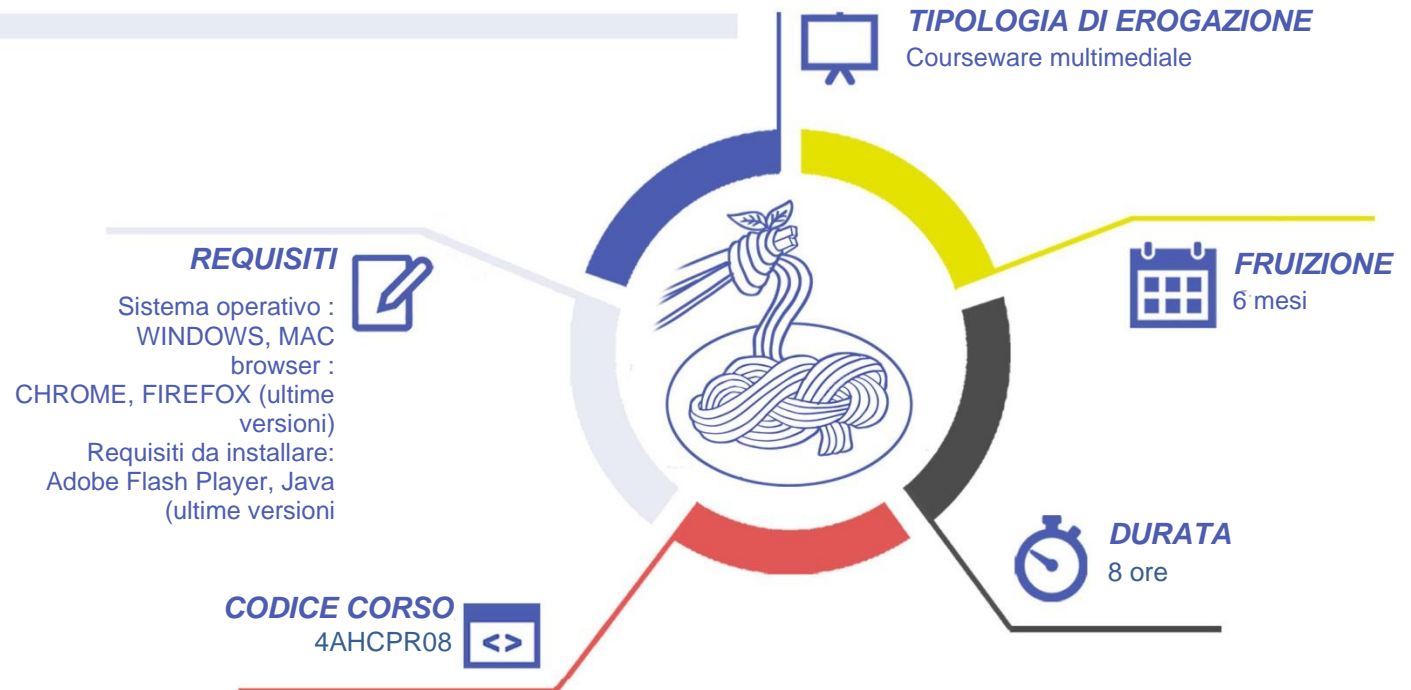 TIPOLOGIA DI EROGAZIONE
Courseware multimediale
REQUISITI
Sistema operativo :
WINDOWS, MAC
browser :
CHROME, FIREFOX (ultime
versioni)
Requisiti da installare:
Adobe Flash Player, Java
(ultime versioni
FRUIZIONE
6 mesi
DURATA
8 ore
CODICE CORSO
4AHCPR08
<>